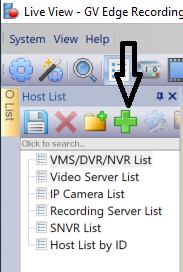 Live View - GV Edge Recording
System View Tools
O List
Host List
Click to search...
VMS/DVR/NVR List
Video Server List
IP Camera List
Recording Server List
SNVR List
Host List by ID